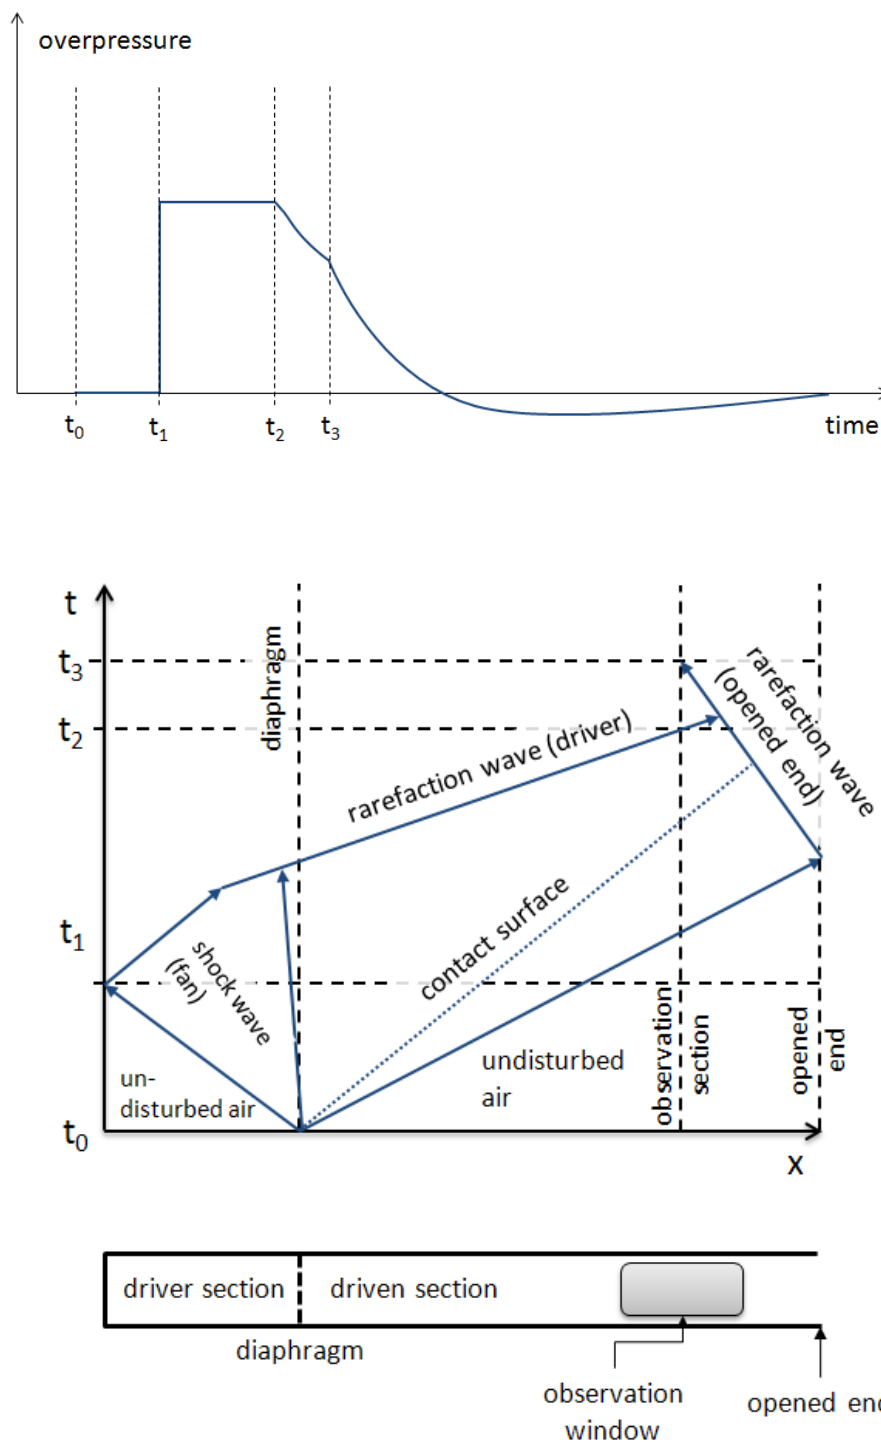 overpressure
t0
t1
t2
t3
time
t
t3
t2
t1
t0
diaphragm
rarefaction wave (driver)
rarefaction wave
(opened end)
contact surface
shock wave
(fan)
un-
disturbed air
undisturbed
air
observation
section
opened
end
x
driver section
driven section
diaphragm
observation
window
opened end